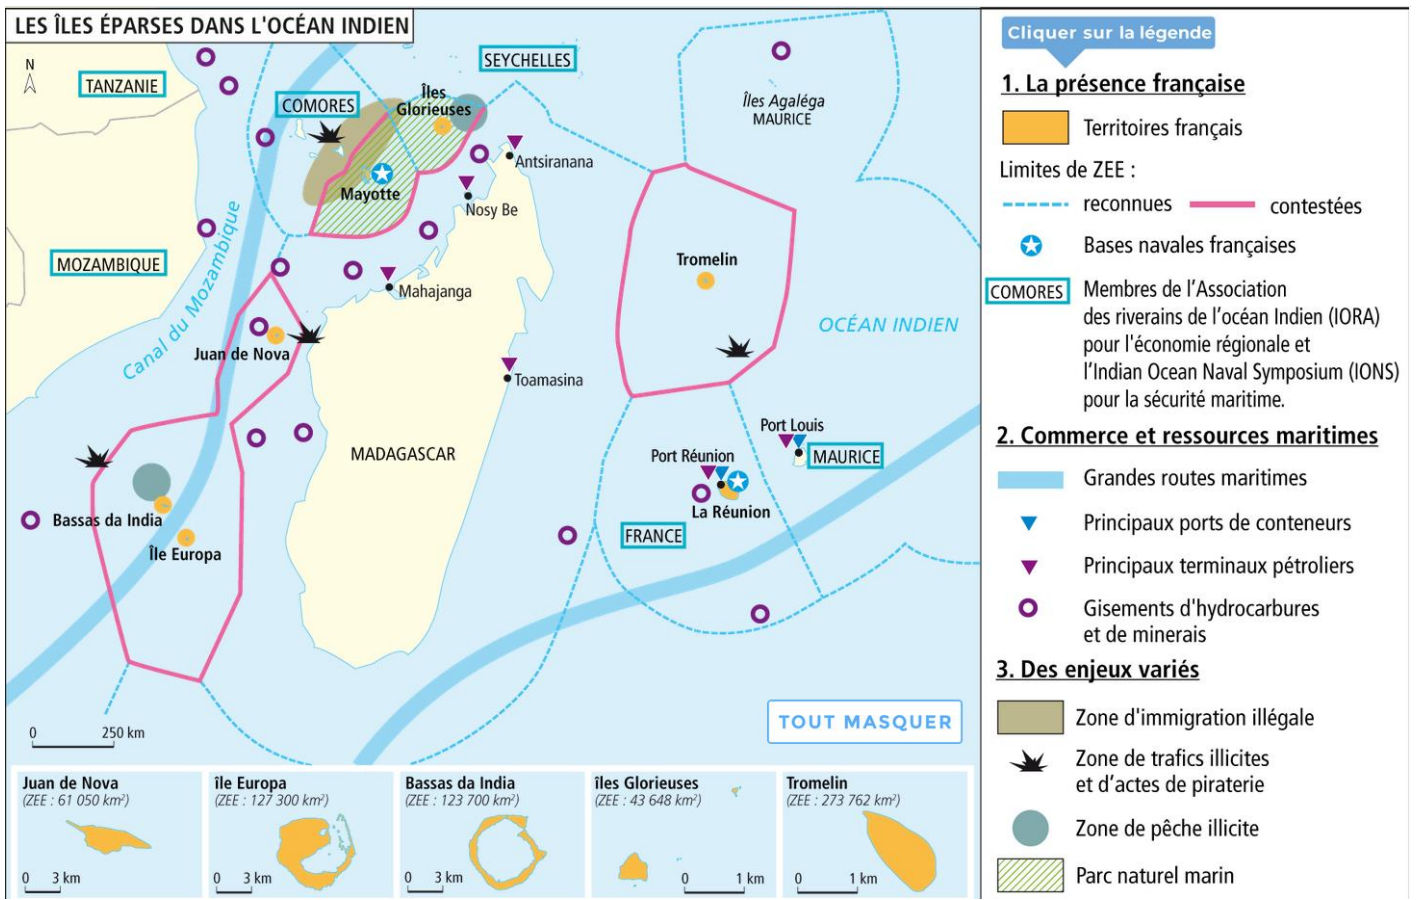 LES ÎLES ÉPARSES DANS L'OCÉAN INDIEN
N
TANZANIE
COMORES
SEYCHELLES
Îles
Glorieuses
Îles Agaléga
MAURICE
Antsiranana
Mayotte
Nosy Be
MOZAMBIQUE
Canal du Mozambique
Mahajanga
Tromelin
OCÉAN INDIEN
Juan de Nova
Toamasina
MADAGASCAR
Port Louis
MAURICE
Port Réunion
La Réunion
FRANCE
Bassas da India
Île Europa
0 250 km
TOUT MASQUER
Juan de Nova
(ZEE : 61 050 km²)
0 3 km
île Europa
(ZEE : 127 300 km²)
0 3 km
Bassas da India
(ZEE : 123 700 km²)
0 3 km
îles Glorieuses
(ZEE : 43 648 km²)
0 1 km
Tromelin
(ZEE : 273 762 km²)
0 1 km
Cliquer sur la légende
1. La présence française
Territoires français
Limites de ZEE :
reconnues contestées
Bases navales françaises
COMORES
Membres de l'Association
des riverains de l'océan Indien (IORA)
pour l'économie régionale et
l'Indian Ocean Naval Symposium (IONS)
pour la sécurité maritime.
2. Commerce et ressources maritimes
Grandes routes maritimes
Principaux ports de conteneurs
Principaux terminaux pétroliers
Gisements d'hydrocarbures
et de minerais
3. Des enjeux variés
Zone d'immigration illégale
Zone de trafics illicites
et d'actes de piraterie
Zone de pêche illicite
Parc naturel marin